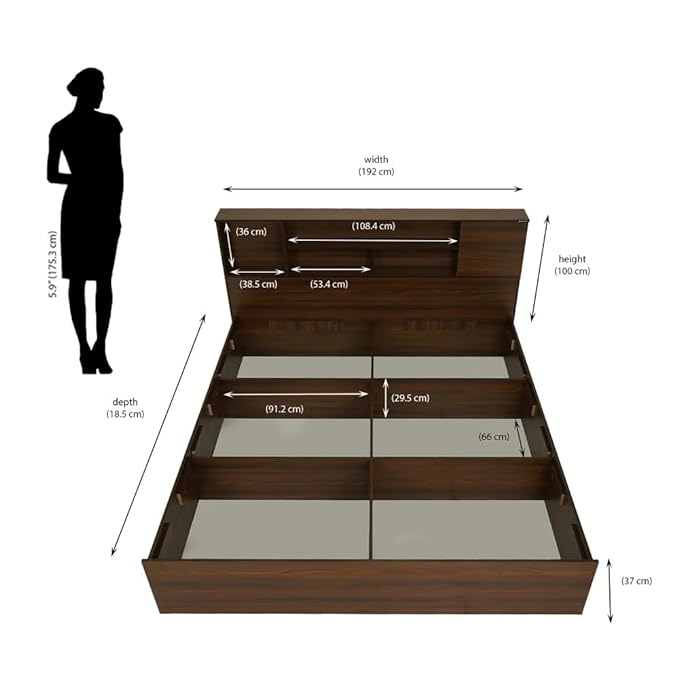 width
(192 cm)
(36 cm)
(108.4 cm)
(38.5 cm)
(53.4 cm)
height
(100 cm)
5.9" (175.3 cm)
depth
(18.5 cm)
(91.2 cm)
(29.5 cm)
(66 cm)
(37 cm)